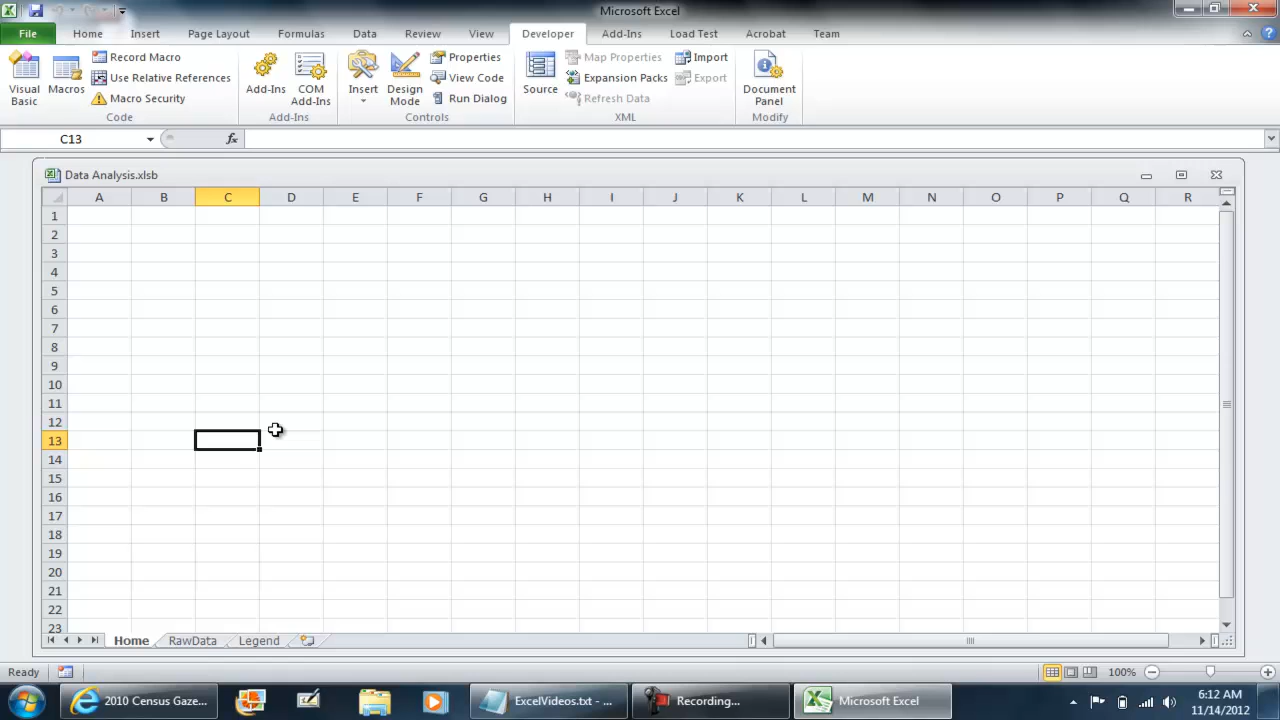 Microsoft Excel
File Home Insert Page Layout Formulas Data Review View Developer Add-Ins Load Test Acrobat Team
Visual Basic
Macros
Record Macro
Use Relative References
Macro Security
Code
Add-Ins
COM Add-Ins
Add-Ins
Insert
Design Mode
Properties
View Code
Run Dialog
Controls
Source
Map Properties
Expansion Packs
Refresh Data
Import
Export
XML
Document Panel
Modify
C13
fx
Data Analysis.xlsb
A B C D E F G H I J K L M N O P Q R
1
2
3
4
5
6
7
8
9
10
11
12
13
14
15
16
17
18
19
20
21
22
23
Home RawData Legend
Ready
100%
2010 Census Gaze...
ExcelVideos.txt - ...
Recording...
Microsoft Excel
6:12 AM
11/14/2012